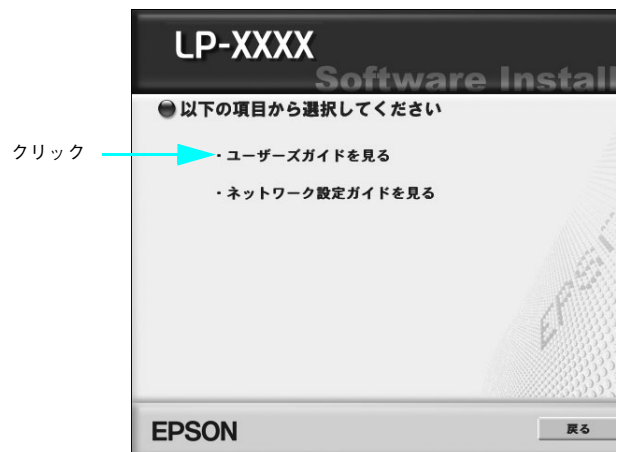 LP-XXXX
Software Install
以下の項目から選択してください
クリック
・ユーザーズガイドを見る
・ネットワーク設定ガイドを見る
EPSON
EPSON
戻る